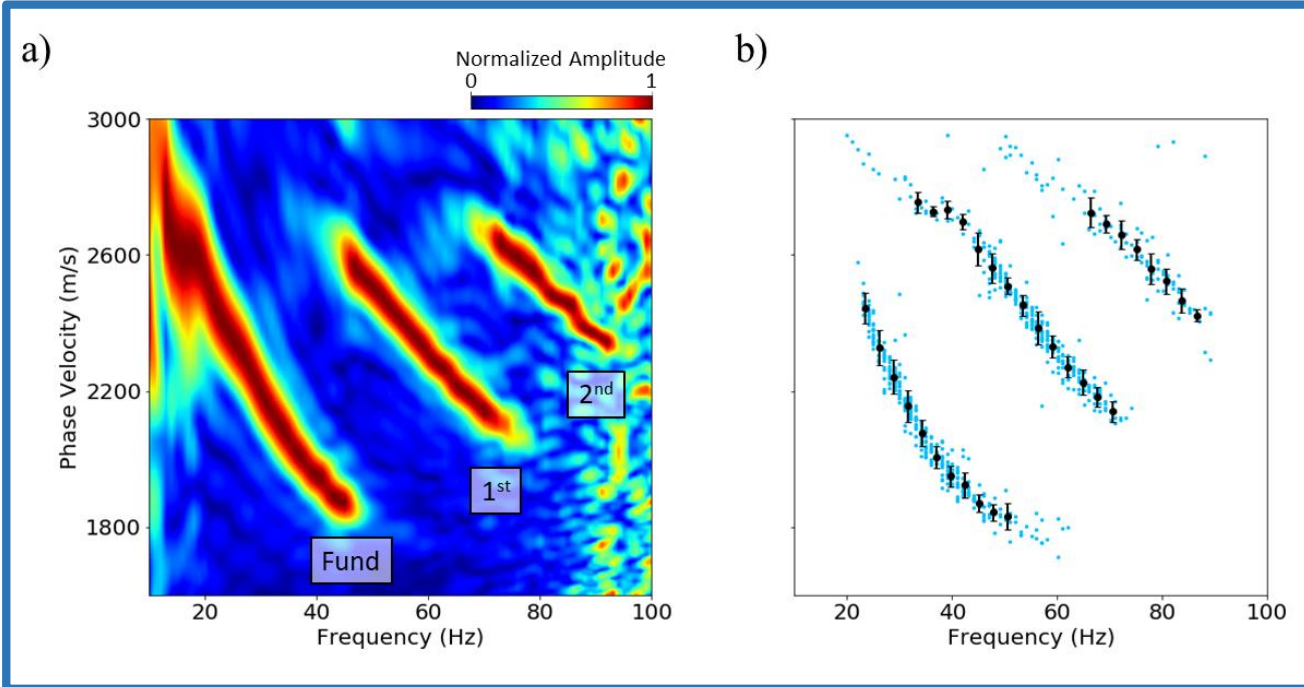 a)
Normalized Amplitude
0 1
3000
2600
2200
1800
Phase Velocity (m/s)
Fund
1st
2nd
20 40 60 80 100
Frequency (Hz)
b)
20 40 60 80 100
Frequency (Hz)